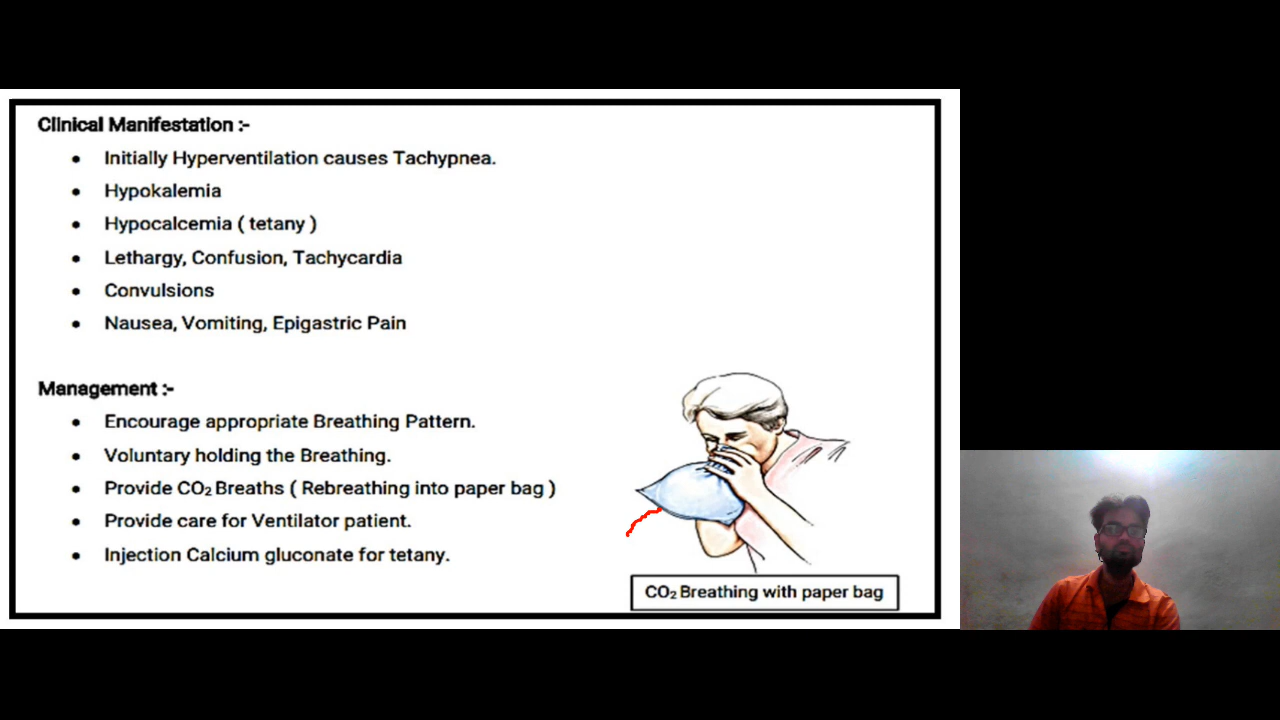 Clinical Manifestation :-
• Initially Hyperventilation causes Tachypnea.
• Hypokalemia
• Hypocalcemia ( tetany )
• Lethargy, Confusion, Tachycardia
• Convulsions
• Nausea, Vomiting, Epigastric Pain
Management :-
• Encourage appropriate Breathing Pattern.
• Voluntary holding the Breathing.
• Provide CO₂ Breaths ( Rebreathing into paper bag )
• Provide care for Ventilator patient.
• Injection Calcium gluconate for tetany.
CO₂ Breathing with paper bag